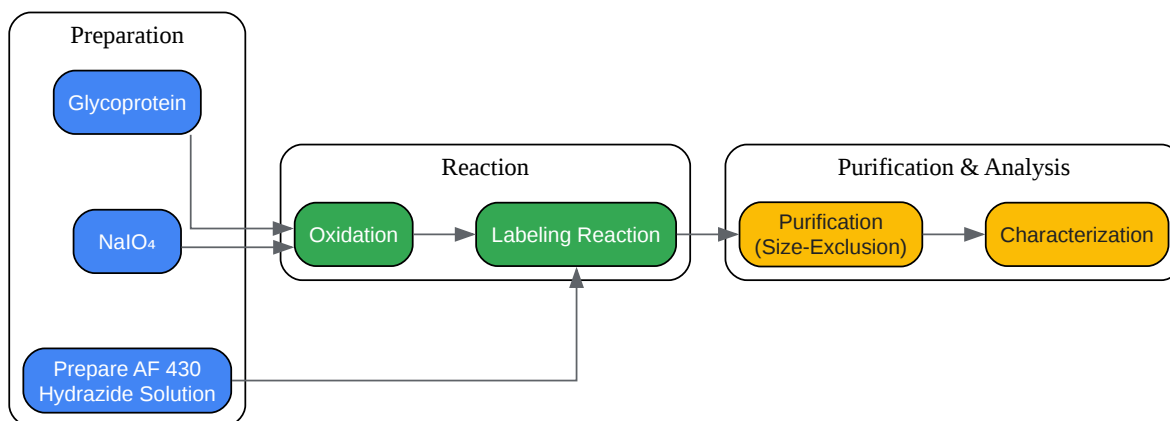 Preparation
Glycoprotein
NaIO₄
Prepare AF 430
Hydrazide Solution
Reaction
Oxidation
Labeling Reaction
Purification & Analysis
Purification
(Size-Exclusion)
Characterization